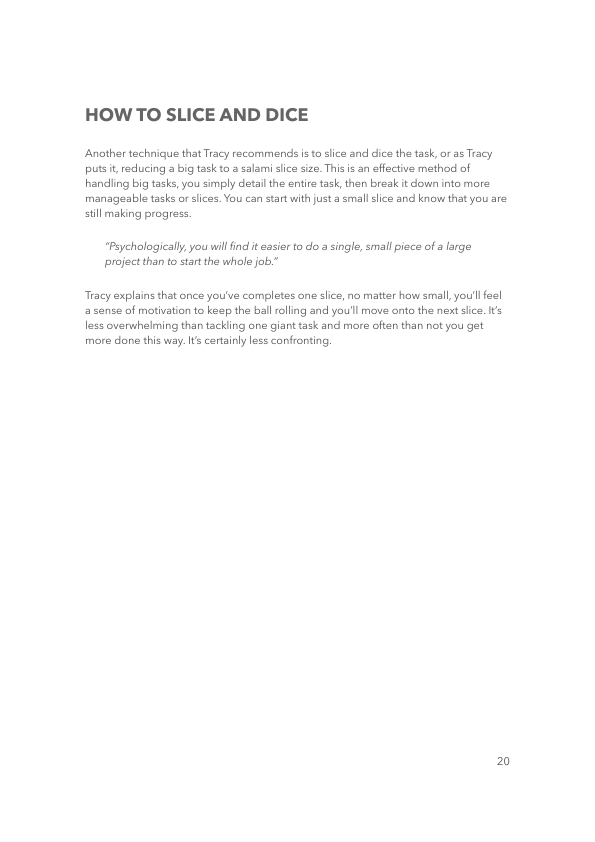 HOW TO SLICE AND DICE
Another technique that Tracy recommends is to slice and dice the task, or as Tracy
puts it, reducing a big task to a salami slice size. This is an effective method of
handling big tasks, you simply detail the entire task, then break it down into more
manageable tasks or slices. You can start with just a small slice and know that you are
still making progress.
“Psychologically, you will find it easier to do a single, small piece of a large
project than to start the whole job.”
Tracy explains that once you’ve completes one slice, no matter how small, you’ll feel
a sense of motivation to keep the ball rolling and you’ll move onto the next slice. It’s
less overwhelming than tackling one giant task and more often than not you get
more done this way. It’s certainly less confronting.
20